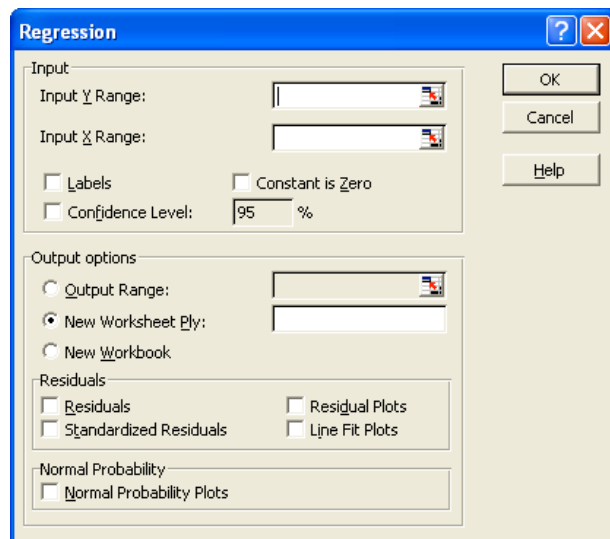 Regression
Input
Input Y Range:
Input X Range:
Labels
Constant is Zero
Confidence Level:
95 %
OK
Cancel
Help
Output options
Output Range:
New Worksheet Ply:
New Workbook
Residuals
Residuals
Residual Plots
Standardized Residuals
Line Fit Plots
Normal Probability
Normal Probability Plots